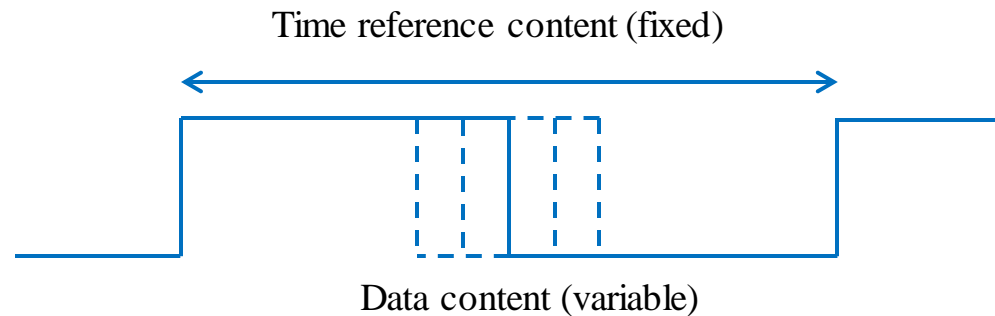 Time reference content (fixed)
Data content (variable)